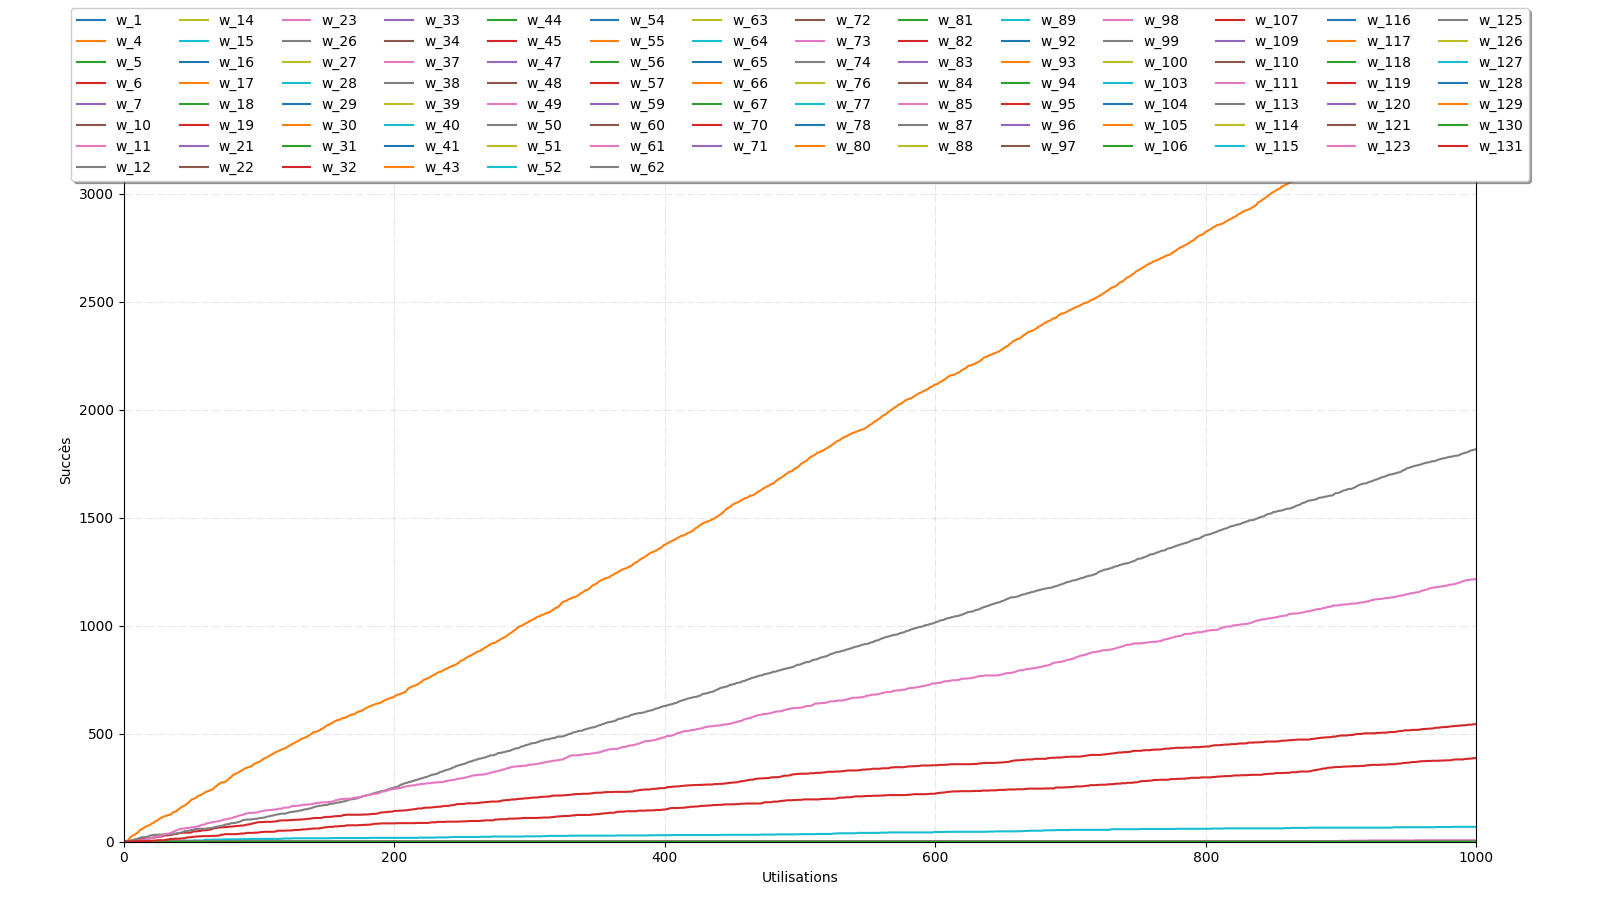 w_1 w_14 w_23 w_33 w_44 w_54 w_63 w_72 w_81 w_89 w_98 w_107 w_116 w_125
w_4 w_15 w_26 w_34 w_45 w_55 w_64 w_73 w_82 w_92 w_99 w_109 w_117 w_126
w_5 w_16 w_27 w_37 w_47 w_56 w_65 w_74 w_83 w_93 w_100 w_110 w_118 w_127
w_6 w_17 w_28 w_38 w_48 w_57 w_66 w_76 w_84 w_94 w_103 w_111 w_119 w_128
w_7 w_18 w_29 w_39 w_49 w_59 w_67 w_77 w_85 w_95 w_104 w_113 w_120 w_129
w_10 w_19 w_30 w_40 w_50 w_60 w_70 w_78 w_87 w_96 w_105 w_114 w_121 w_130
w_11 w_21 w_31 w_41 w_51 w_61 w_71 w_80 w_88 w_97 w_106 w_115 w_123 w_131
w_12 w_22 w_32 w_43 w_52 w_62
3000
2500
2000
Succès
1500
1000
500
0
0 200 400 600 800 1000
Utilisations